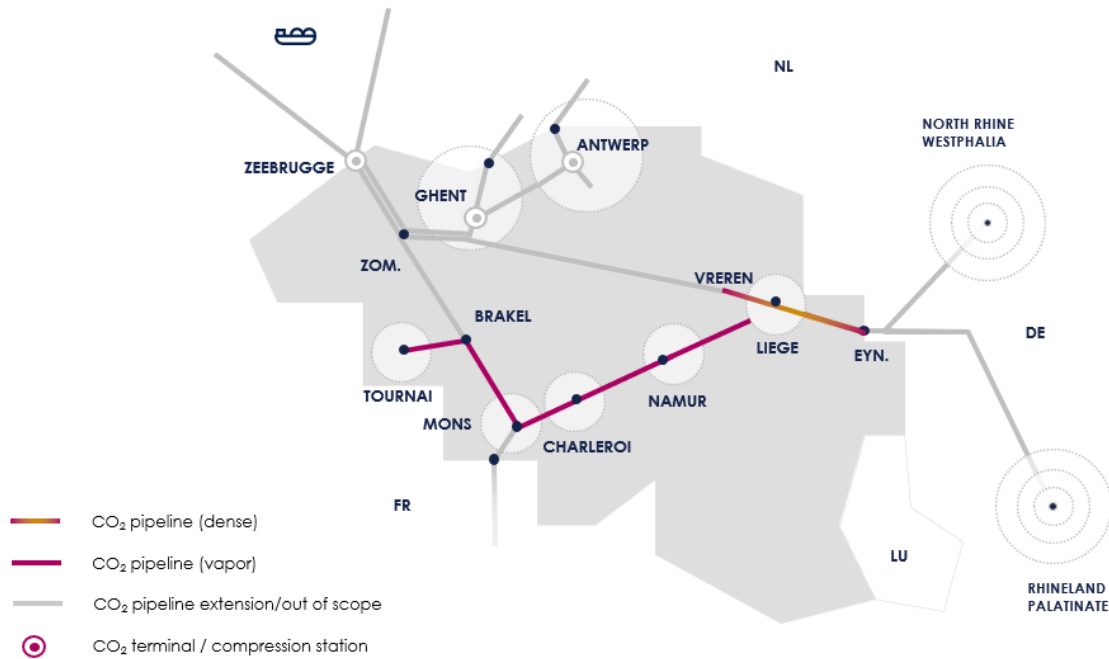 NL
NORTH RHINE
WESTPHALIA
ANTWERP
ZEEBRUGGE
GHENT
ZOM.
VREREN
BRAKEL
DE
LIEGE
EYN.
TOURNAI
NAMUR
MONS
CHARLEROI
FR
CO₂ pipeline (dense)
CO₂ pipeline (vapor)
LU
CO₂ pipeline extension/out of scope
RHINELAND
PALATINATE
CO₂ terminal / compression station